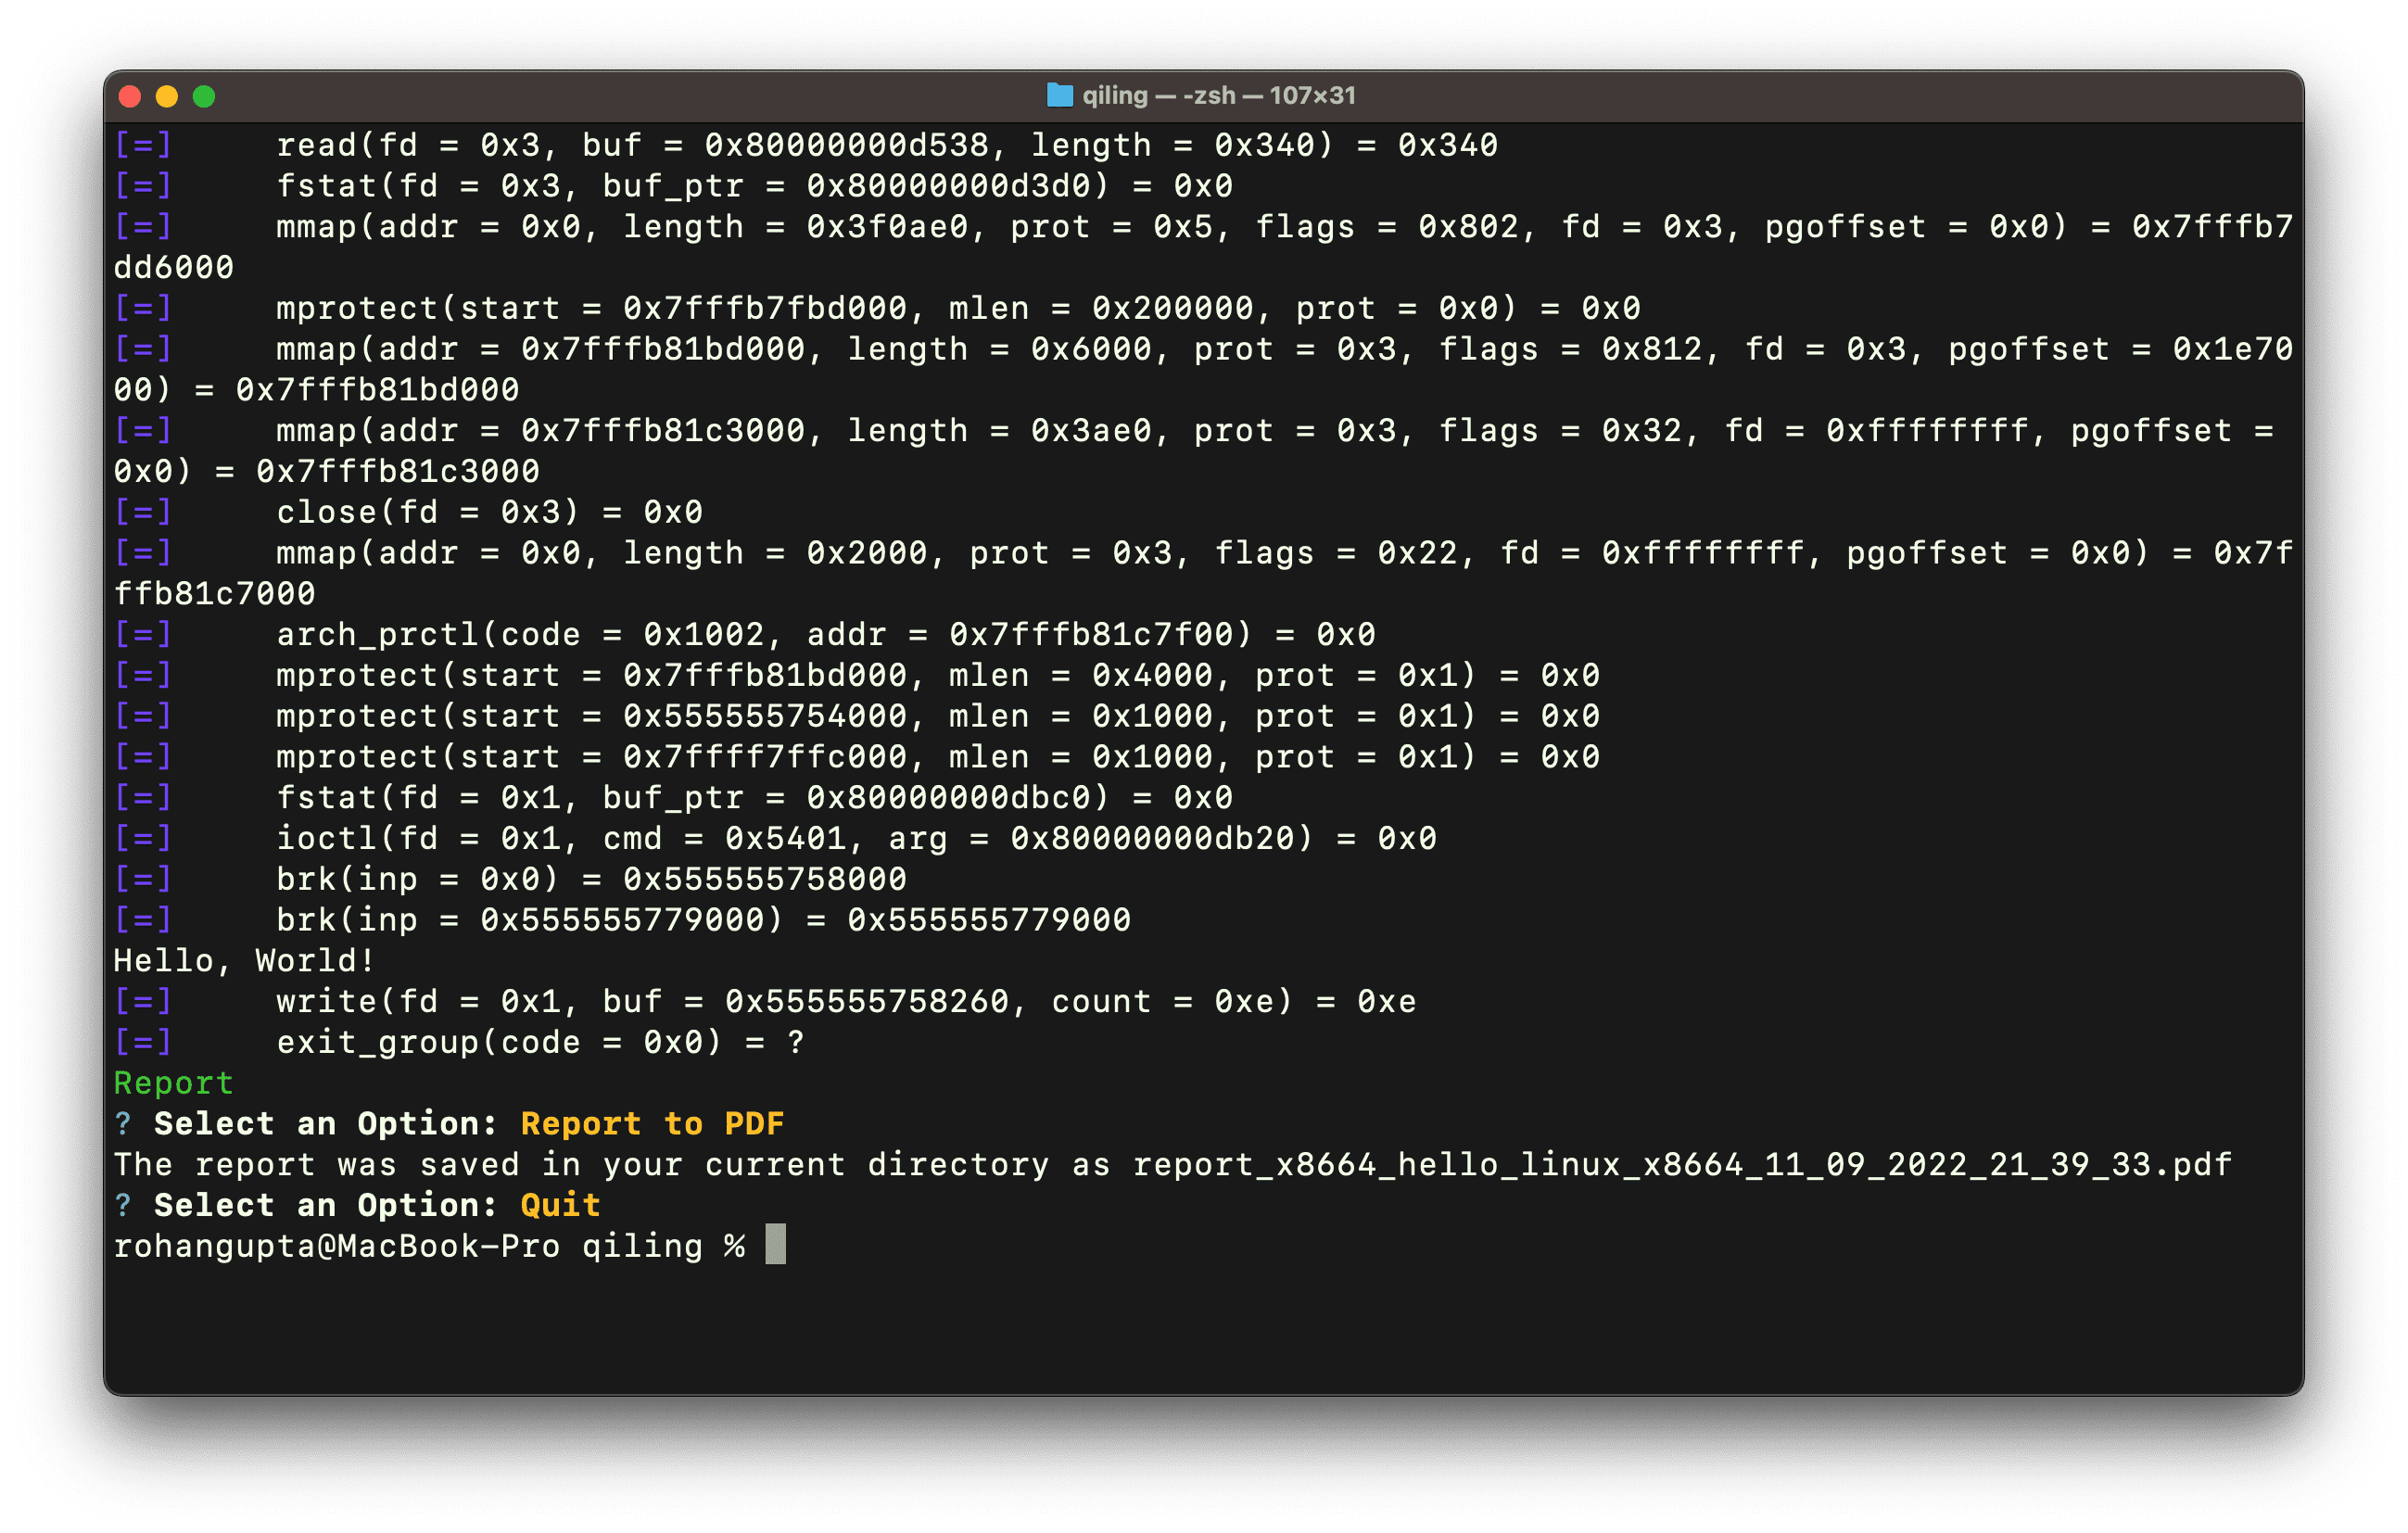 qiling — -zsh — 107×31
[=]     read(fd = 0x3, buf = 0x80000000d538, length = 0x340) = 0x340
[=]     fstat(fd = 0x3, buf_ptr = 0x80000000d3d0) = 0x0
[=]     mmap(addr = 0x0, length = 0x3f0ae0, prot = 0x5, flags = 0x802, fd = 0x3, pgoffset = 0x0) = 0x7fffb7
dd6000
[=]     mprotect(start = 0x7fffb7fbd000, mlen = 0x200000, prot = 0x0) = 0x0
[=]     mmap(addr = 0x7fffb81bd000, length = 0x6000, prot = 0x3, flags = 0x812, fd = 0x3, pgoffset = 0x1e70
00) = 0x7fffb81bd000
[=]     mmap(addr = 0x7fffb81c3000, length = 0x3ae0, prot = 0x3, flags = 0x32, fd = 0xffffffff, pgoffset =
0x0) = 0x7fffb81c3000
[=]     close(fd = 0x3) = 0x0
[=]     mmap(addr = 0x0, length = 0x2000, prot = 0x3, flags = 0x22, fd = 0xffffffff, pgoffset = 0x0) = 0x7f
ffb81c7000
[=]     arch_prctl(code = 0x1002, addr = 0x7fffb81c7f00) = 0x0
[=]     mprotect(start = 0x7fffb81bd000, mlen = 0x4000, prot = 0x1) = 0x0
[=]     mprotect(start = 0x555555754000, mlen = 0x1000, prot = 0x1) = 0x0
[=]     mprotect(start = 0x7ffff7ffc000, mlen = 0x1000, prot = 0x1) = 0x0
[=]     fstat(fd = 0x1, buf_ptr = 0x80000000dbc0) = 0x0
[=]     ioctl(fd = 0x1, cmd = 0x5401, arg = 0x80000000db20) = 0x0
[=]     brk(inp = 0x0) = 0x555555758000
[=]     brk(inp = 0x555555779000) = 0x555555779000
Hello, World!
[=]     write(fd = 0x1, buf = 0x555555758260, count = 0xe) = 0xe
[=]     exit_group(code = 0x0) = ?
Report
? Select an Option: Report to PDF
The report was saved in your current directory as report_x8664_hello_linux_x8664_11_09_2022_21_39_33.pdf
? Select an Option: Quit
rohangupta@MacBook-Pro qiling %